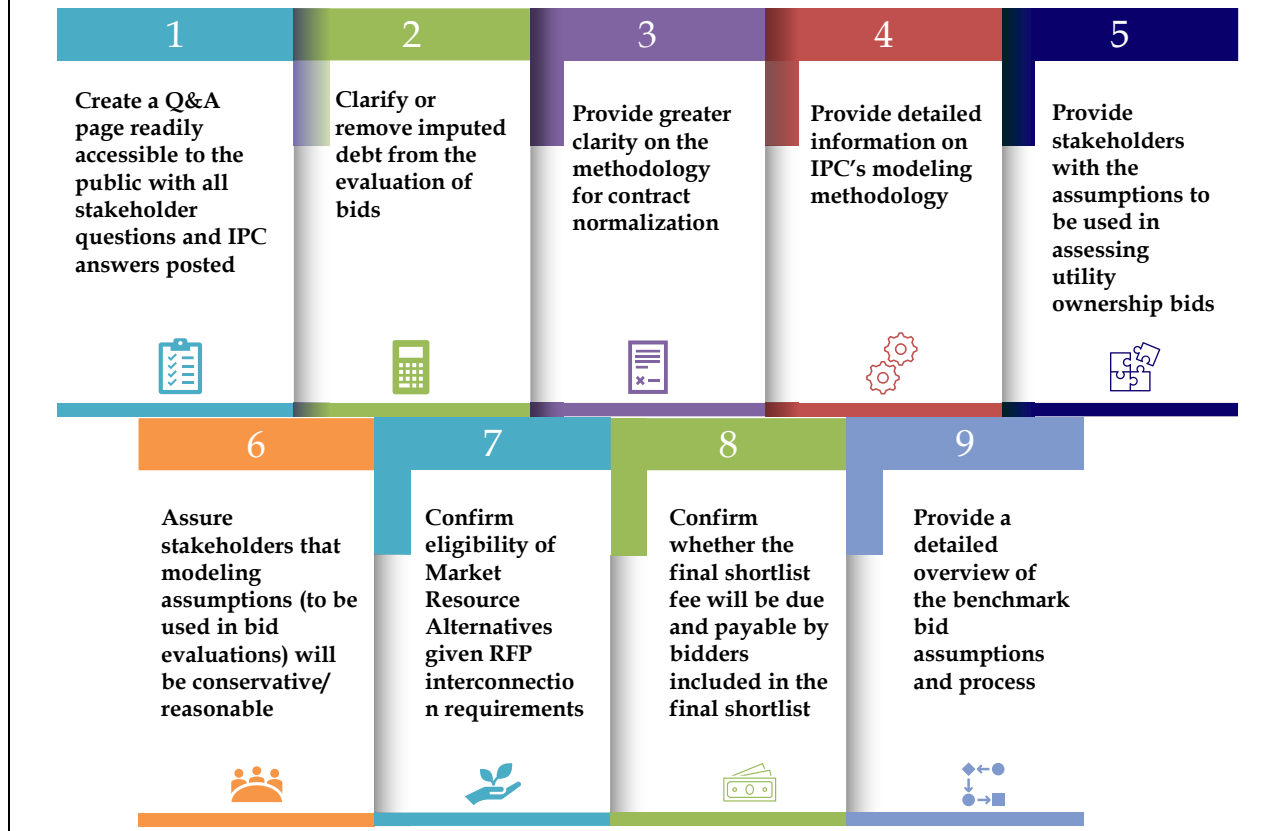 1
Create a Q&A
page readily
accessible to the
public with all
stakeholder
questions and IPC
answers posted
2
Clarify or
remove imputed
debt from the
evaluation of
bids
3
Provide greater
clarity on the
methodology
for contract
normalization
4
Provide detailed
information on
IPC’s modeling
methodology
5
Provide
stakeholders
with the
assumptions to
be used in
assessing
utility
ownership bids
6
Assure
stakeholders that
modeling
assumptions (to be
used in bid
evaluations) will
be conservative/
reasonable
7
Confirm
eligibility of
Market
Resource
Alternatives
given RFP
interconnectio
n requirements
8
Confirm
whether the
final shortlist
fee will be due
and payable by
bidders
included in the
final shortlist
9
Provide a
detailed
overview of
the benchmark
bid
assumptions
and process